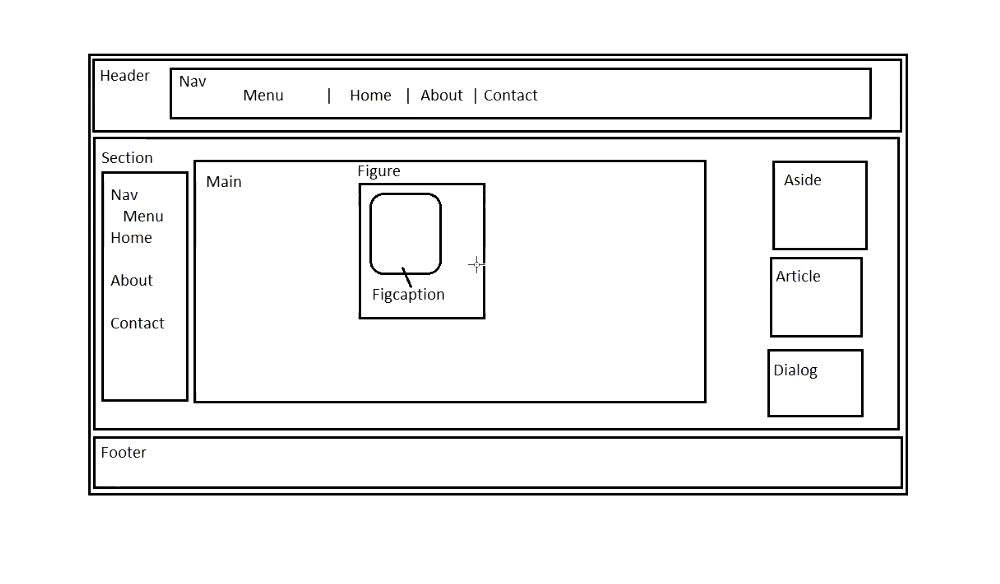 Header
Nav
Menu | Home | About | Contact
Section
Nav
Menu
Home
About
Contact
Main
Figure
Figcaption
Aside
Article
Dialog
Footer